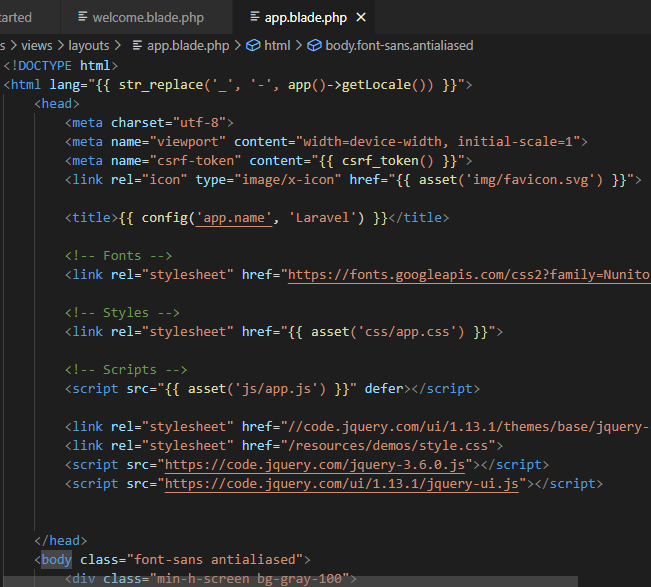 tarted welcome.blade.php app.blade.php
s > views > layouts > app.blade.php > html > body.font-sans.antialiased
<!DOCTYPE html>
<html lang="{{ str_replace('_', '-', app()->getLocale()) }}">
<head>
<meta charset="utf-8">
<meta name="viewport" content="width=device-width, initial-scale=1">
<meta name="csrf-token" content="{{ csrf_token() }}">
<link rel="icon" type="image/x-icon" href="{{ asset('img/favicon.svg') }}">
<title>{{ config('app.name', 'Laravel') }}</title>
<!-- Fonts -->
<link rel="stylesheet" href="https://fonts.googleapis.com/css2?family=Nunito
<!-- Styles -->
<link rel="stylesheet" href="{{ asset('css/app.css') }}">
<!-- Scripts -->
<script src="{{ asset('js/app.js') }}" defer></script>
<link rel="stylesheet" href="//code.jquery.com/ui/1.13.1/themes/base/jquery-
<link rel="stylesheet" href="/resources/demos/style.css">
<script src="https://code.jquery.com/jquery-3.6.0.js"></script>
<script src="https://code.jquery.com/ui/1.13.1/jquery-ui.js"></script>
</head>
<body class="font-sans antialiased">
<div class="min-h-screen bg-gray-100">